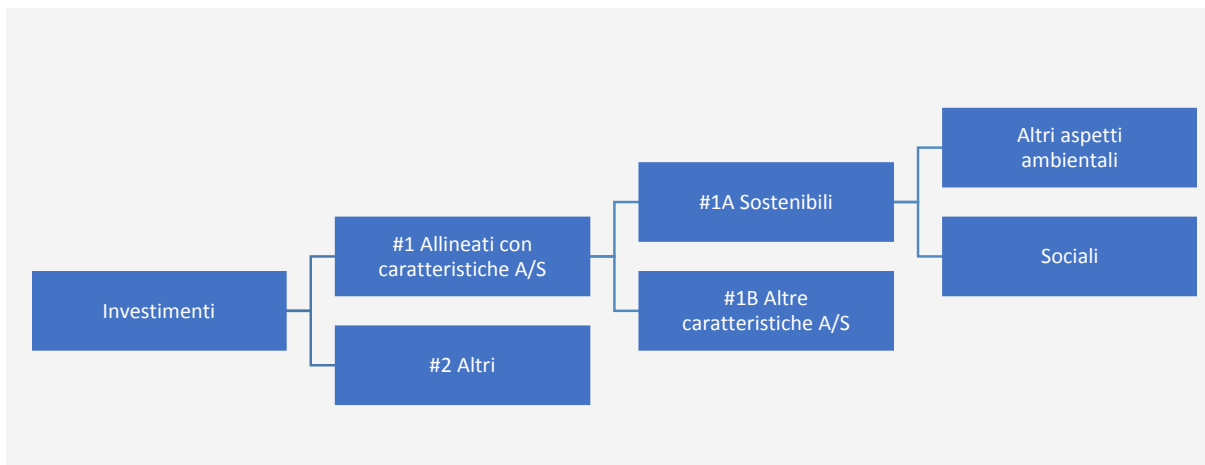 Altri aspetti
ambientali
#1A Sostenibili
#1 Allineati con
caratteristiche A/S
Sociali
Investimenti
#1B Altre
caratteristiche A/S
#2 Altri